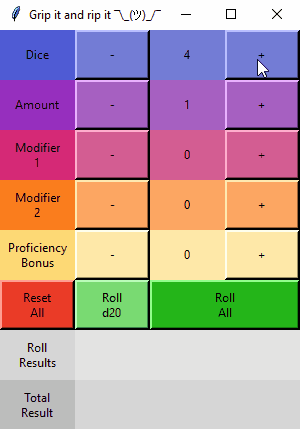 Grip it and rip it ¯\_(ツ)_/¯
Dice - 4 +
Amount - 1 +
Modifier
1 - 0 +
Modifier
2 - 0 +
Proficiency
Bonus - 0 +
Reset
All
Roll
d20
Roll
All
Roll
Results
Total
Result